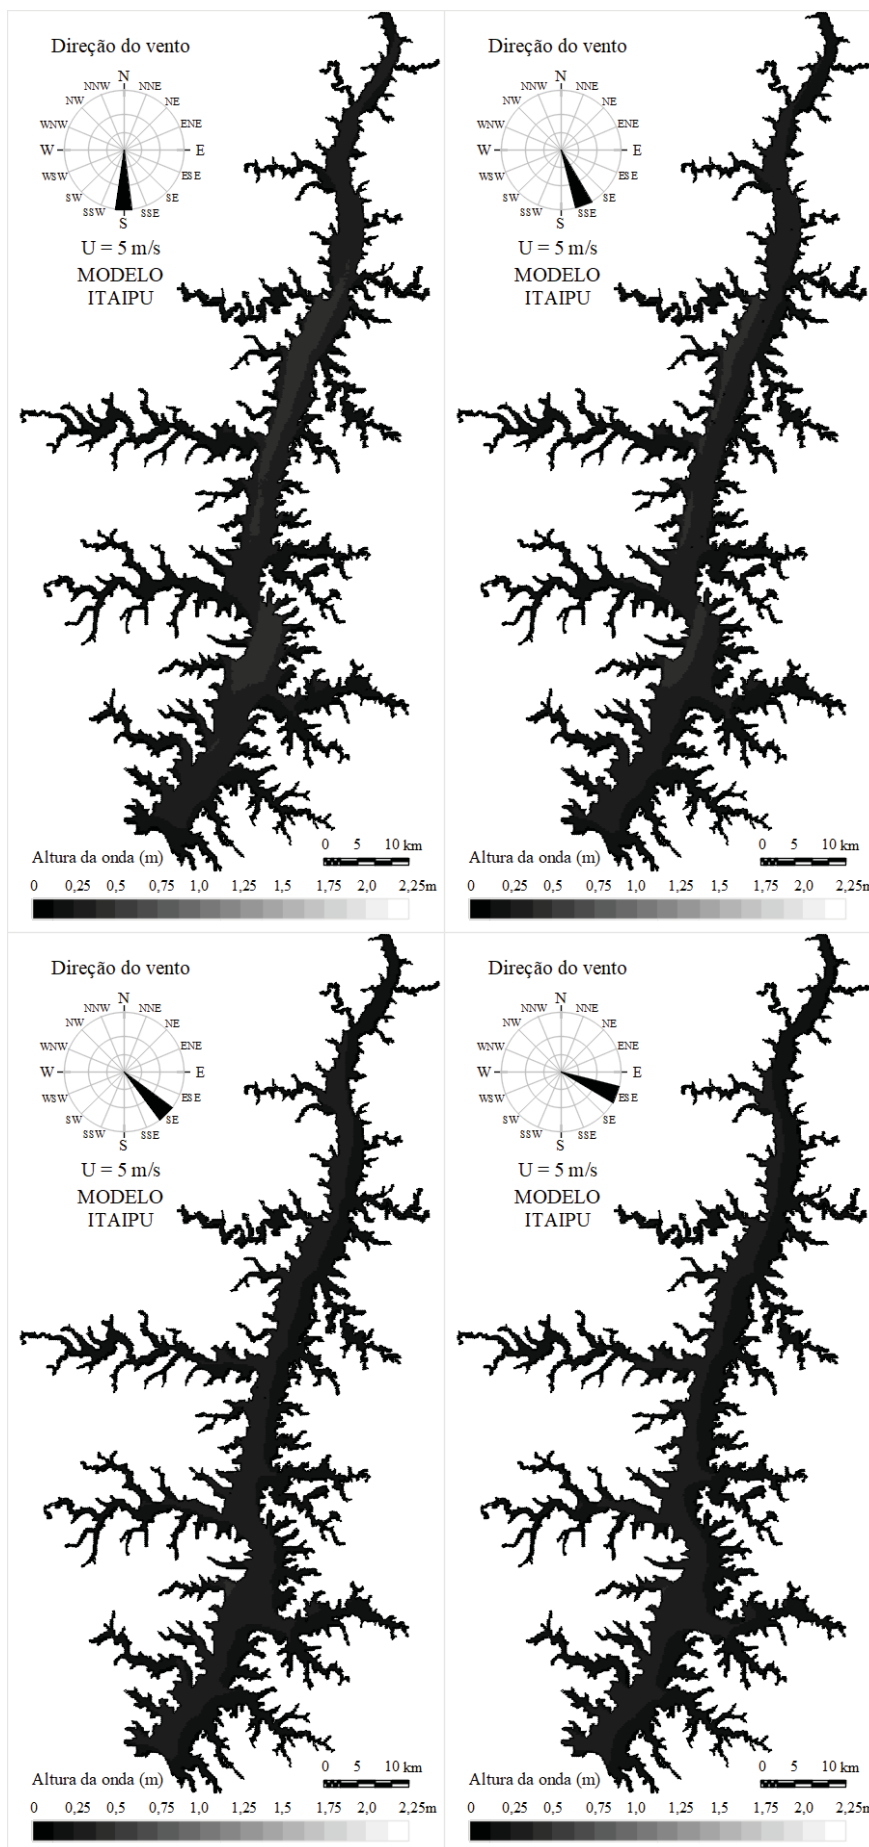 Direção do vento
N
NNW NNE
NW NE
WNW ENE
W E
WSW ESE
SW SE
SSW SSE
S
U = 5 m/s
MODELO
ITAIPU
Altura da onda (m)
0 5 10 km
0 0,25 0,5 0,75 1,0 1,25 1,5 1,75 2,0 2,25m
Direção do vento
N
NNW NNE
NW NE
WNW ENE
W E
WSW ESE
SW SE
SSW SSE
S
U = 5 m/s
MODELO
ITAIPU
Altura da onda (m)
0 5 10 km
0 0,25 0,5 0,75 1,0 1,25 1,5 1,75 2,0 2,25m
Direção do vento
N
NNW NNE
NW NE
WNW ENE
W E
WSW ESE
SW SE
SSW SSE
S
U = 5 m/s
MODELO
ITAIPU
Altura da onda (m)
0 5 10 km
0 0,25 0,5 0,75 1,0 1,25 1,5 1,75 2,0 2,25m
Direção do vento
N
NNW NNE
NW NE
WNW ENE
W E
WSW ESE
SW SE
SSW SSE
S
U = 5 m/s
MODELO
ITAIPU
Altura da onda (m)
0 5 10 km
0 0,25 0,5 0,75 1,0 1,25 1,5 1,75 2,0 2,25m